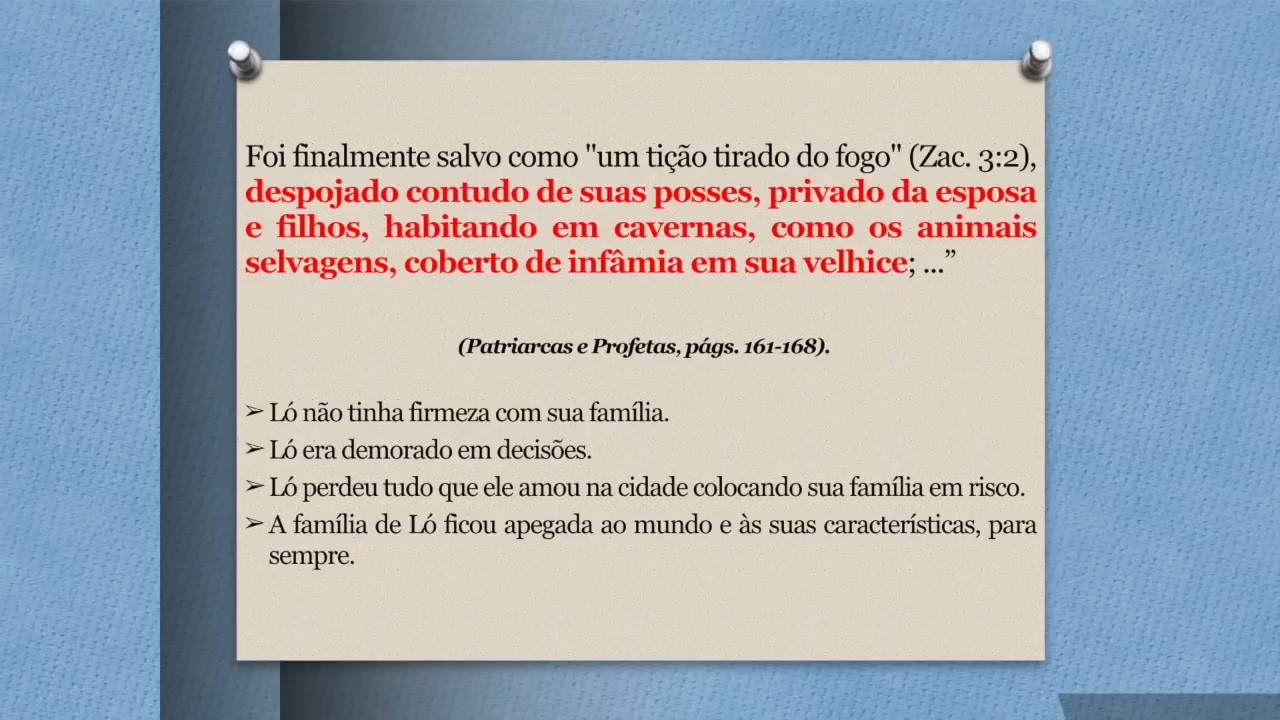 Foi finalmente salvo como "um tição tirado do fogo" (Zac. 3:2),
despojado contudo de suas posses, privado da esposa
e filhos, habitando em cavernas, como os animais
selvagens, coberto de infâmia em sua velhice; ...”
(Patriarcas e Profetas, págs. 161-168).
➢ Ló não tinha firmeza com sua família.
➢ Ló era demorado em decisões.
➢ Ló perdeu tudo que ele amou na cidade colocando sua família em risco.
➢ A família de Ló ficou apegada ao mundo e às suas características, para
sempre.